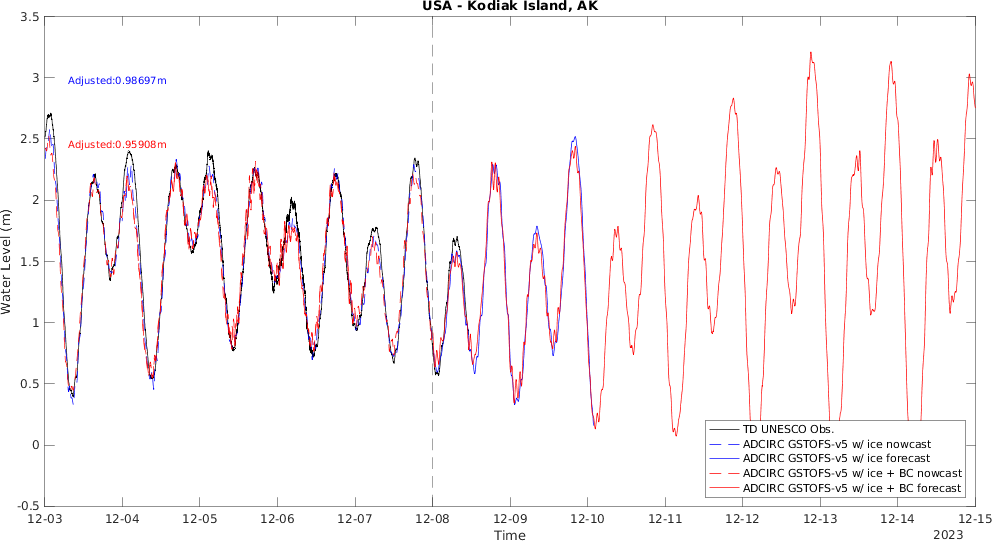 USA - Kodiak Island, AK
3.5
3
2.5
2
1.5
1
0.5
0
-0.5
Water Level (m)
Adjusted:0.98697m
Adjusted:0.95908m
TD UNESCO Obs.
ADCIRC GSTOFS-v5 w/ ice nowcast
ADCIRC GSTOFS-v5 w/ ice forecast
ADCIRC GSTOFS-v5 w/ ice + BC nowcast
ADCIRC GSTOFS-v5 w/ ice + BC forecast
12-03 12-04 12-05 12-06 12-07 12-08 12-09 12-10 12-11 12-12 12-13 12-14 12-15
Time
2023